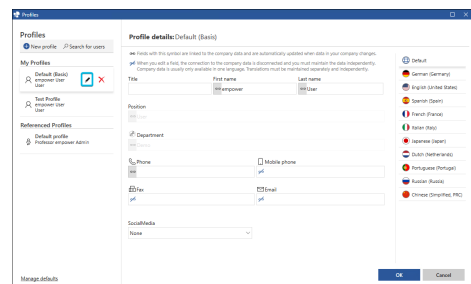 Profiles
Profiles
New profile Search for users
My Profiles
Default (Basis)
empower User
User
Test Profile
empower User
User
Referenced Profiles
Default profile
Professor empower Admin
Manage defaults
Profile details: Default (Basis)
Fields with this symbol are linked to the company data and are automatically updated when data in your company changes.
When you edit a field, the connection to the company data is disconnected and you must maintain the data independently.
Company data is usually only available in one language. Translations must be maintained separately and independently.
Title First name Last name
empower User
Position
User
Department
Phone Mobile phone
Fax Email
SocialMedia
None
Default
German (Germany)
English (United States)
Spanish (Spain)
French (France)
Italian (Italy)
Japanese (Japan)
Dutch (Netherlands)
Portuguese (Portugal)
Russian (Russia)
Chinese (Simplified, PRC)
OK Cancel